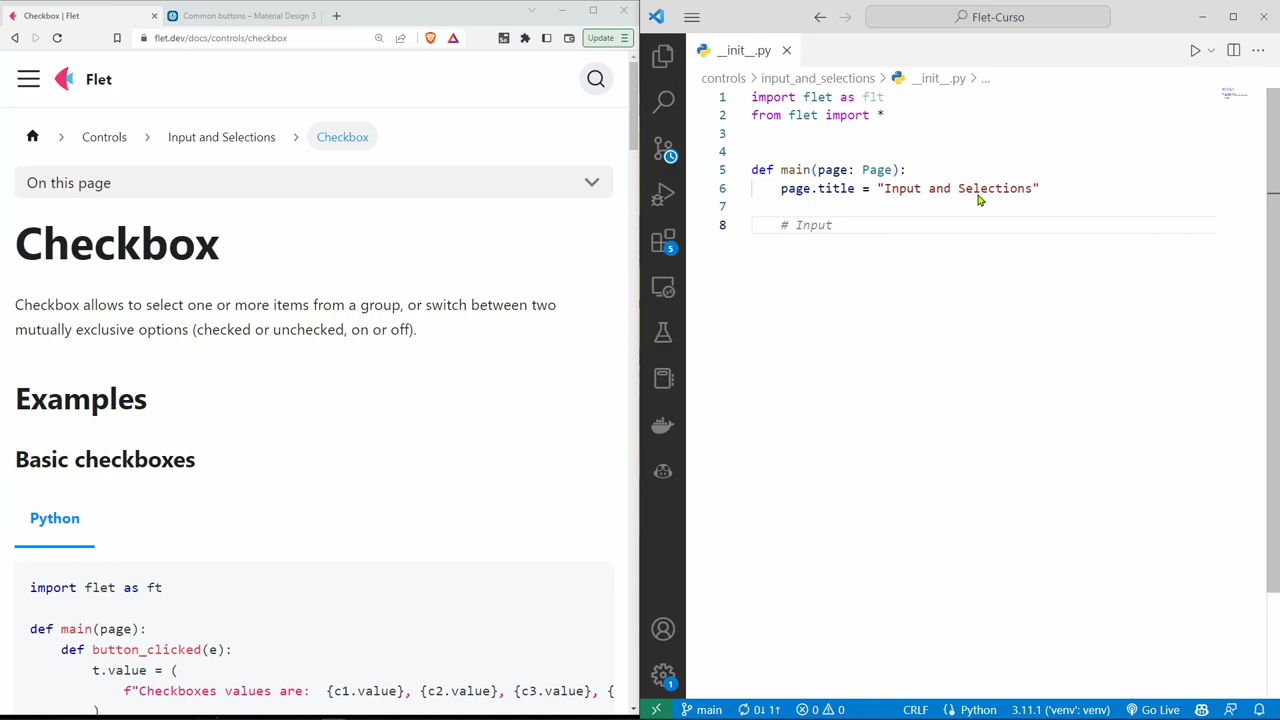 Checkbox | Flet
Common buttons – Material Design 3
flet.dev/docs/controls/checkbox
Update
Flet
Controls
Input and Selections
Checkbox
On this page
Checkbox
Checkbox allows to select one or more items from a group, or switch between two
mutually exclusive options (checked or unchecked, on or off).
Examples
Basic checkboxes
Python
import flet as ft
def main(page):
def button_clicked(e):
t.value = (
f"Checkboxes values are:  {c1.value}, {c2.value}, {c3.value}, {
)
Flet-Curso
__init__.py
controls > input_and_selections > __init__.py > ...
1 import flet as flt
2 from flet import *
3
4
5 def main(page: Page):
6 page.title = "Input and Selections"
7
8 # Input
5
1
main
0↓ 1↑
0
0
CRLF
Python
3.11.1 ('venv': venv)
Go Live